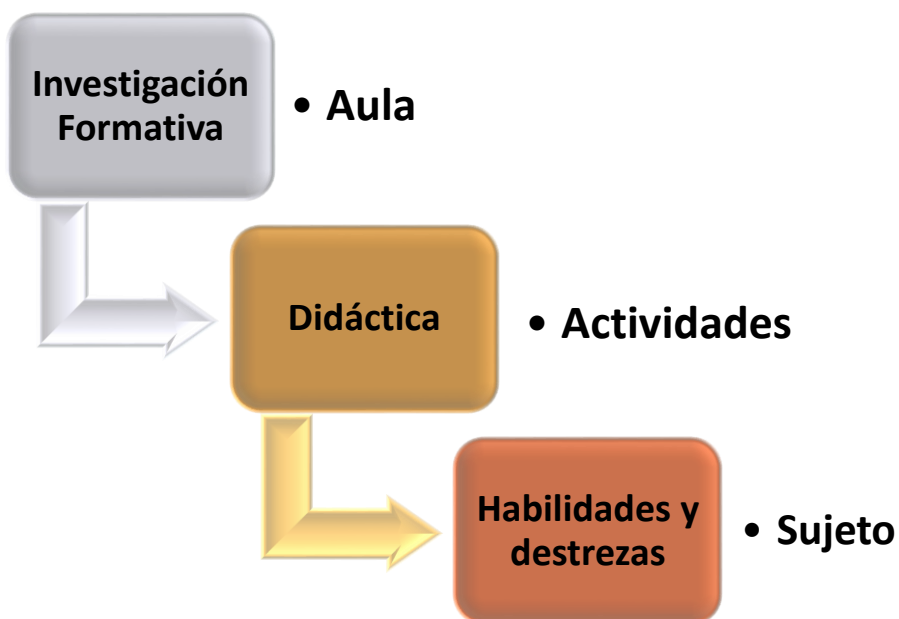 Investigación
Formativa
• Aula
Didáctica
• Actividades
Habilidades y
destrezas
• Sujeto